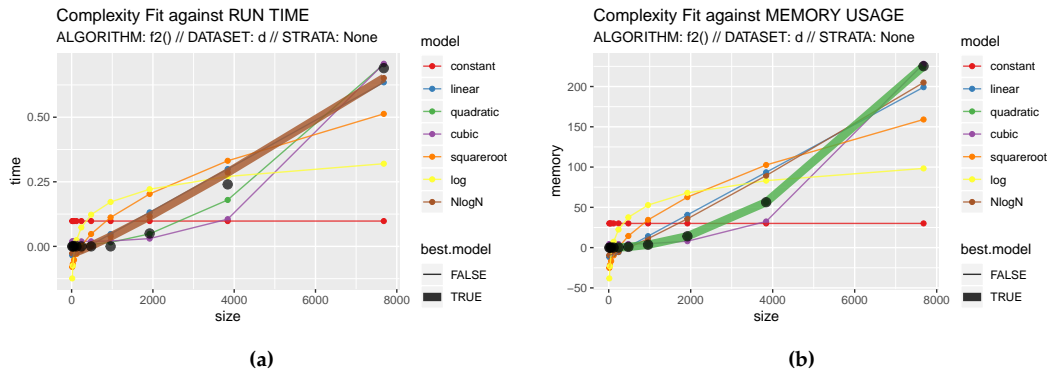 Complexity Fit against RUN TIME
ALGORITHM: f2() // DATASET: d // STRATA: None
time
0.50
0.25
0.00
0
2000
4000
6000
8000
size
model
constant
linear
quadratic
cubic
squareroot
log
NlogN
best.model
FALSE
TRUE
(a)
Complexity Fit against MEMORY USAGE
ALGORITHM: f2() // DATASET: d // STRATA: None
memory
200
150
100
50
0
−50
0
2000
4000
6000
8000
size
model
constant
linear
quadratic
cubic
squareroot
log
NlogN
best.model
FALSE
TRUE
(b)